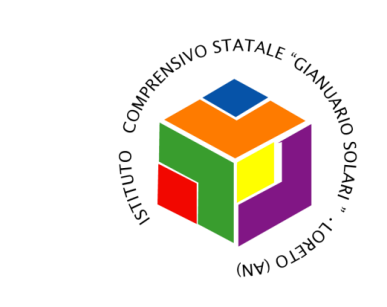 ISTITUTO COMPRENSIVO STATALE "GIANUARIO SOLARI" - LORETO (AN)